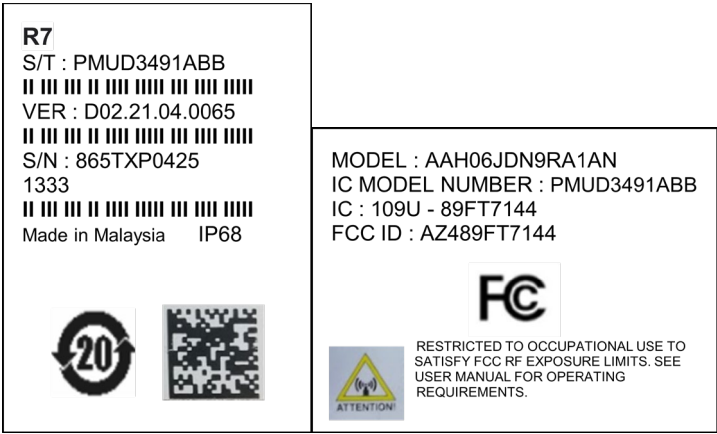 R7
S/T : PMUD3491ABB
VER : D02.21.04.0065
S/N : 865TXP0425
1333
Made in Malaysia IP68
20
MODEL : AAH06JDN9RA1AN
IC MODEL NUMBER : PMUD3491ABB
IC : 109U - 89FT7144
FCC ID : AZ489FT7144
FC
RESTRICTED TO OCCUPATIONAL USE TO
SATISFY FCC RF EXPOSURE LIMITS. SEE
USER MANUAL FOR OPERATING
REQUIREMENTS.
ATTENTION!